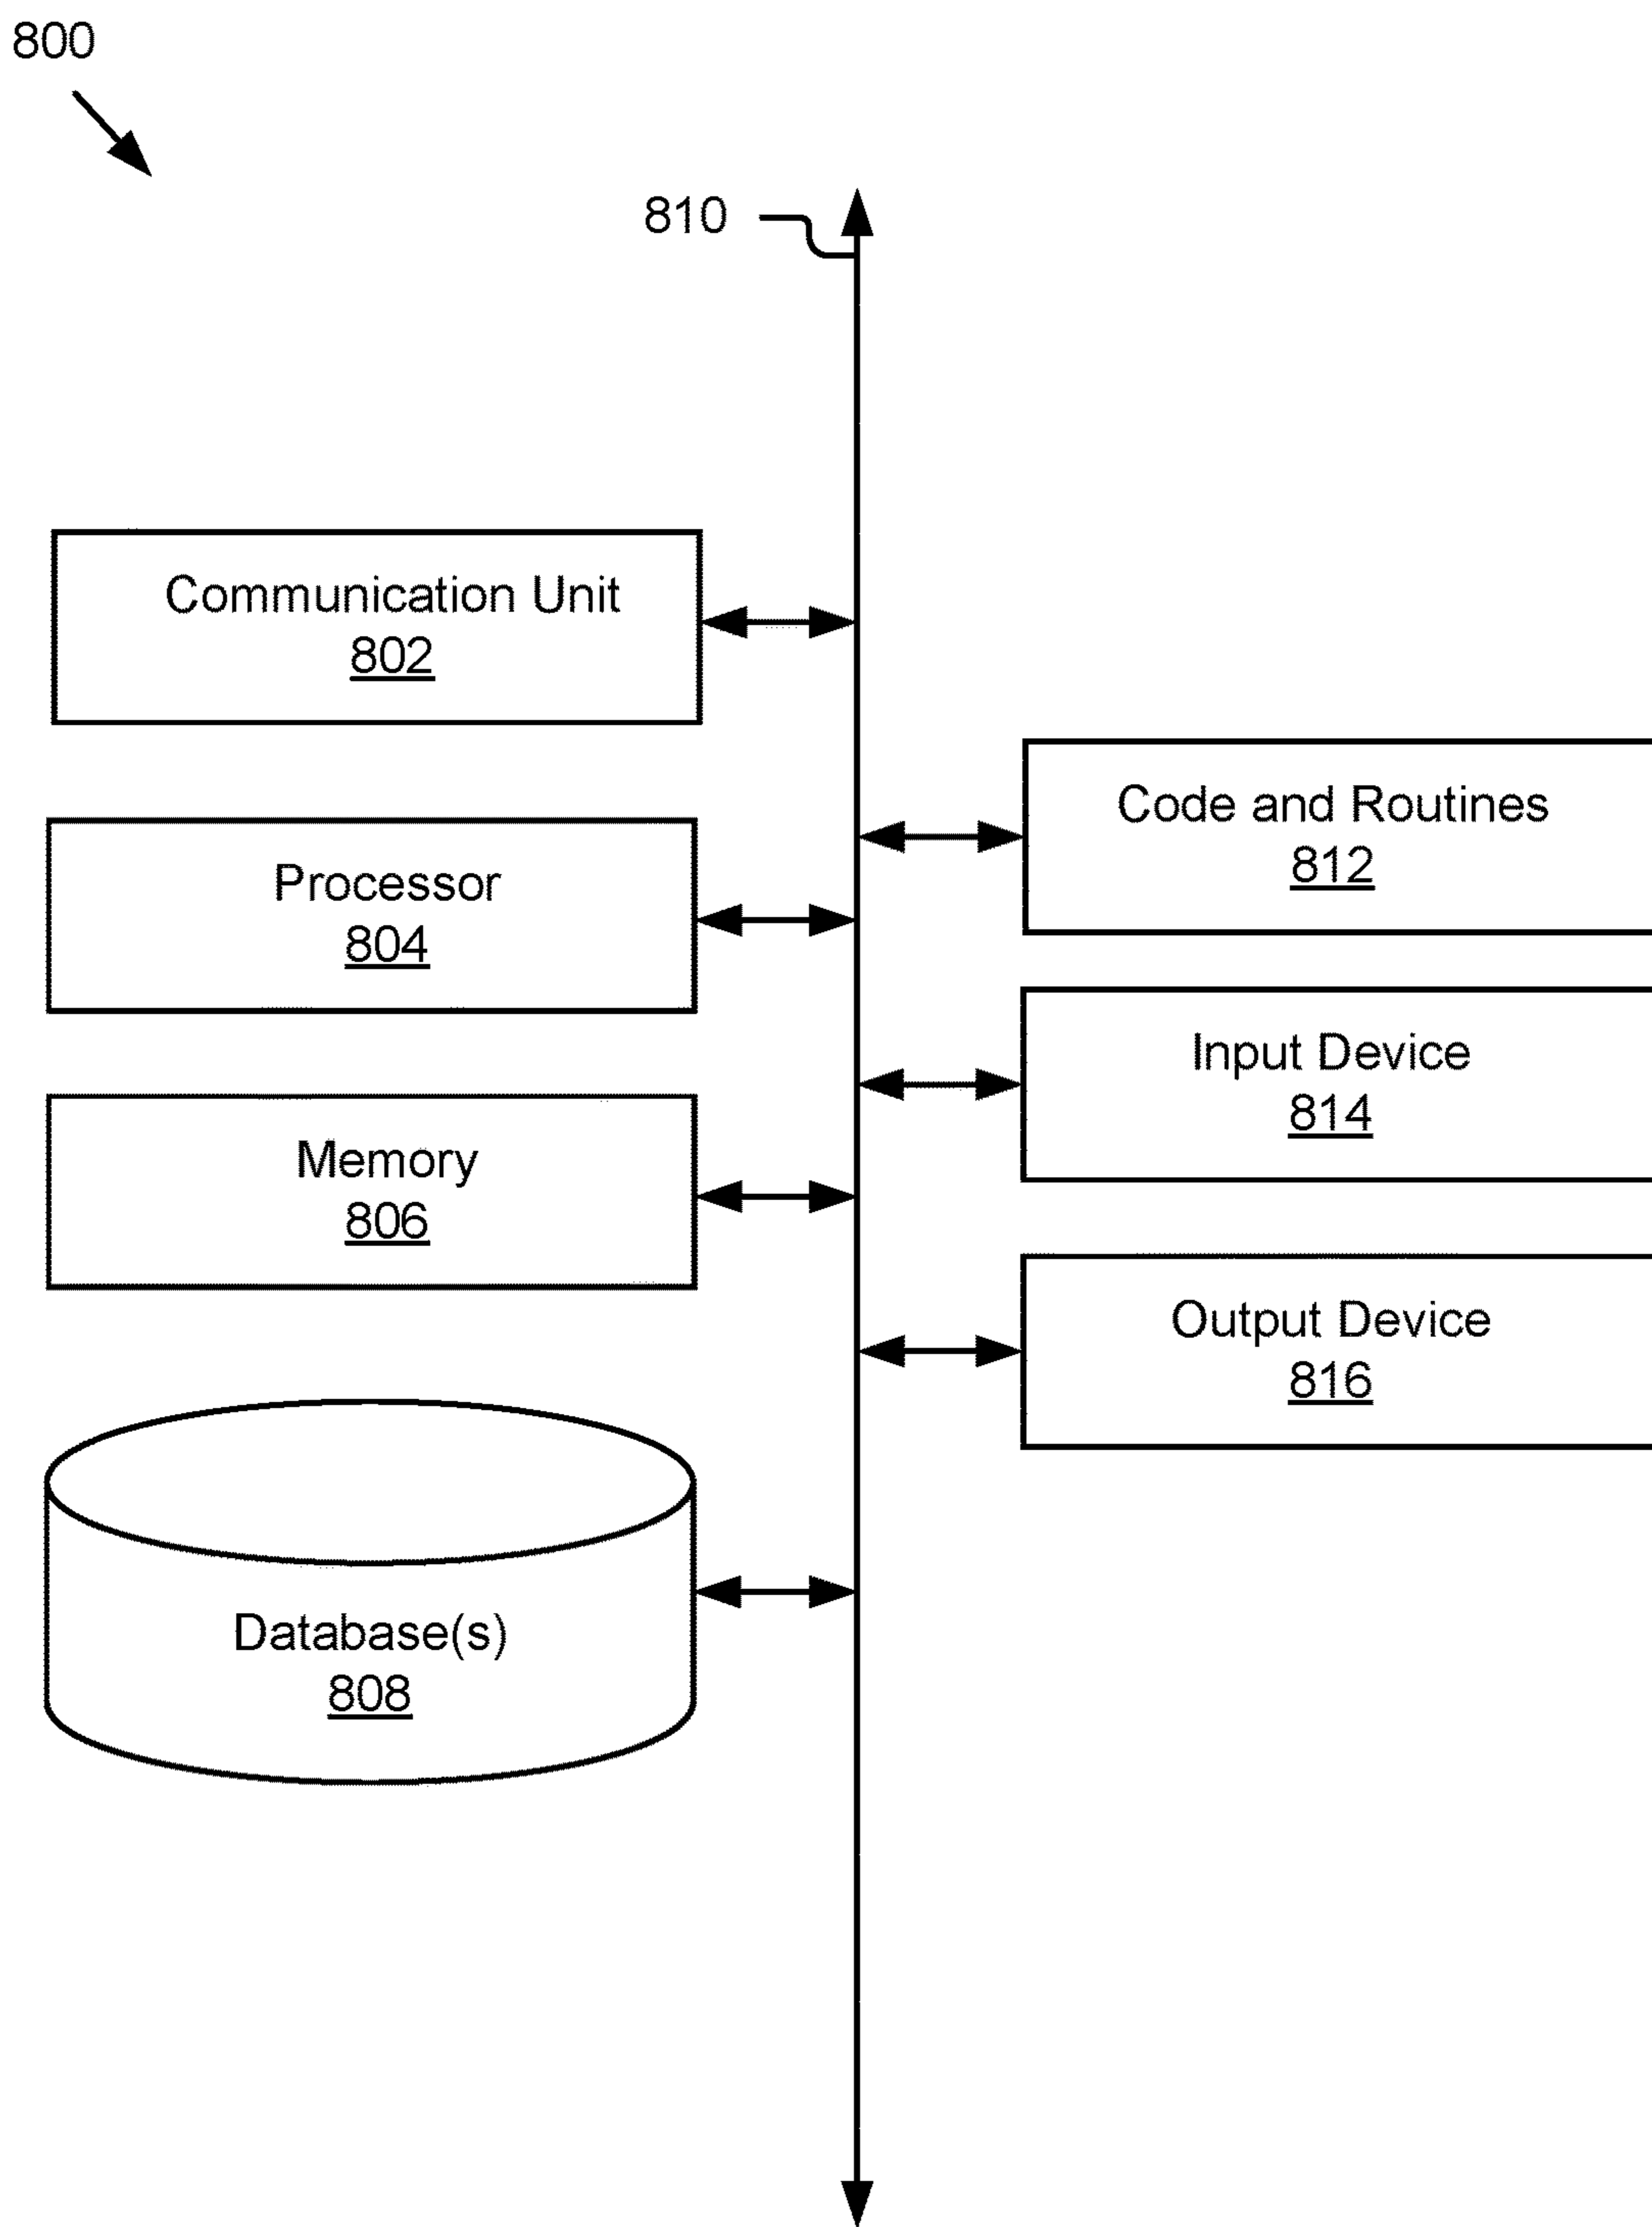 800
810
Communication Unit
802
Processor
804
Memory
806
Database(s)
808
Code and Routines
812
Input Device
814
Output Device
816